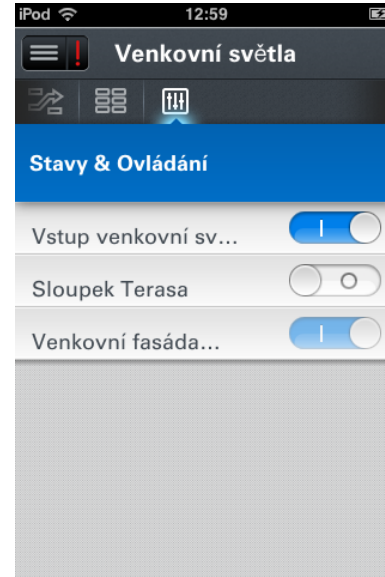 iPod 12:59
Venkovní světla
Stavy & Ovládání
Vstup venkovní sv...
Sloupek Terasa
Venkovní fasáda...